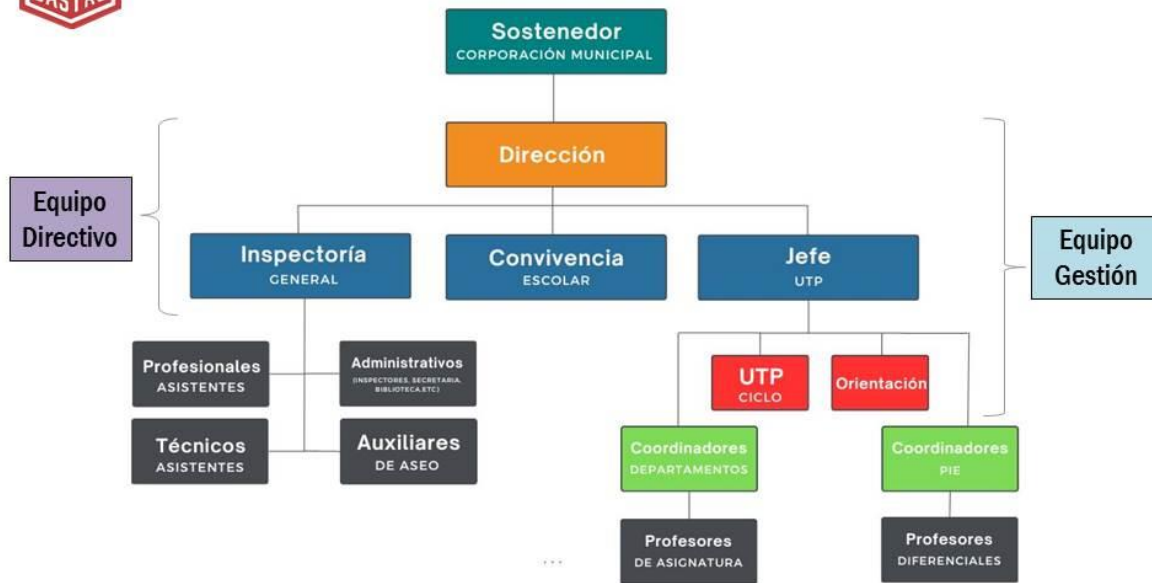 Sostenedor
CORPORACIÓN MUNICIPAL
Dirección
Equipo
Directivo
Inspectoría
GENERAL
Convivencia
ESCOLAR
Jefe
UTP
Equipo
Gestión
Profesionales
ASISTENTES
Administrativos
(INSPECTORES, SECRETARIA,
BIBLIOTECA,ETC)
UTP
CICLO
Orientación
Técnicos
ASISTENTES
Auxiliares
DE ASEO
Coordinadores
DEPARTAMENTOS
Coordinadores
PIE
Profesores
DE ASIGNATURA
Profesores
DIFERENCIALES
...